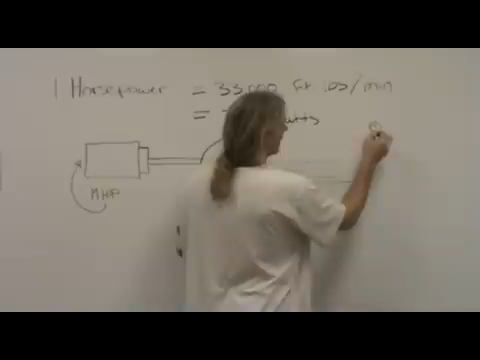 1 Horsepower = 33,000 ft lbs/min
=
MHP